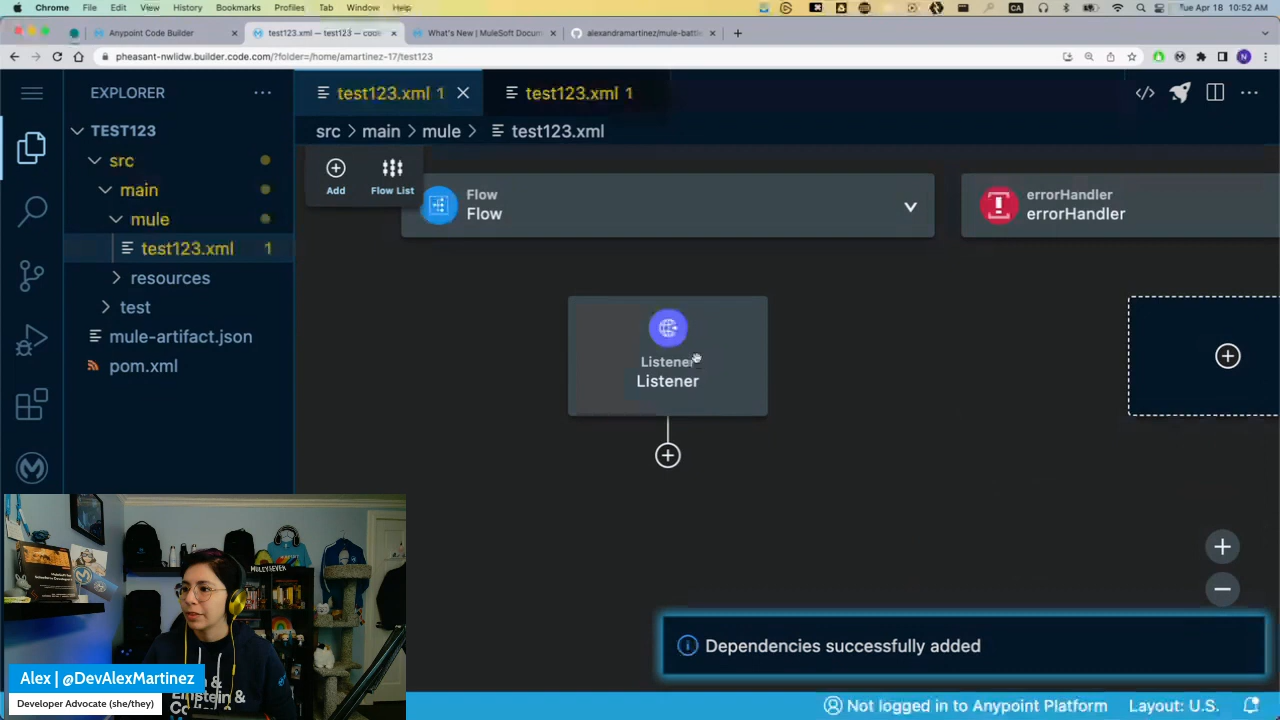 Chrome File Edit View History Bookmarks Profiles Tab Window Help
Tue Apr 18 10:52 AM
Anypoint Code Builder
test123.xml — test123 — cod
What's New | MuleSoft Docum
alexandramartinez/mule-battl
pheasant-nwlidw.builder.code.com/?folder=/home/amartinez-17/test123
EXPLORER
test123.xml 1
test123.xml 1
TEST123
src > main > mule > test123.xml
src
main
mule
test123.xml 1
resources
test
mule-artifact.json
pom.xml
Add
Flow List
Flow
Flow
errorHandler
errorHandler
Listener
Listener
Dependencies successfully added
MULEY&EVEN
Alex | @DevAlexMartinez
Developer Advocate (she/they)
Einstein &
Not logged in to Anypoint Platform
Layout: U.S.